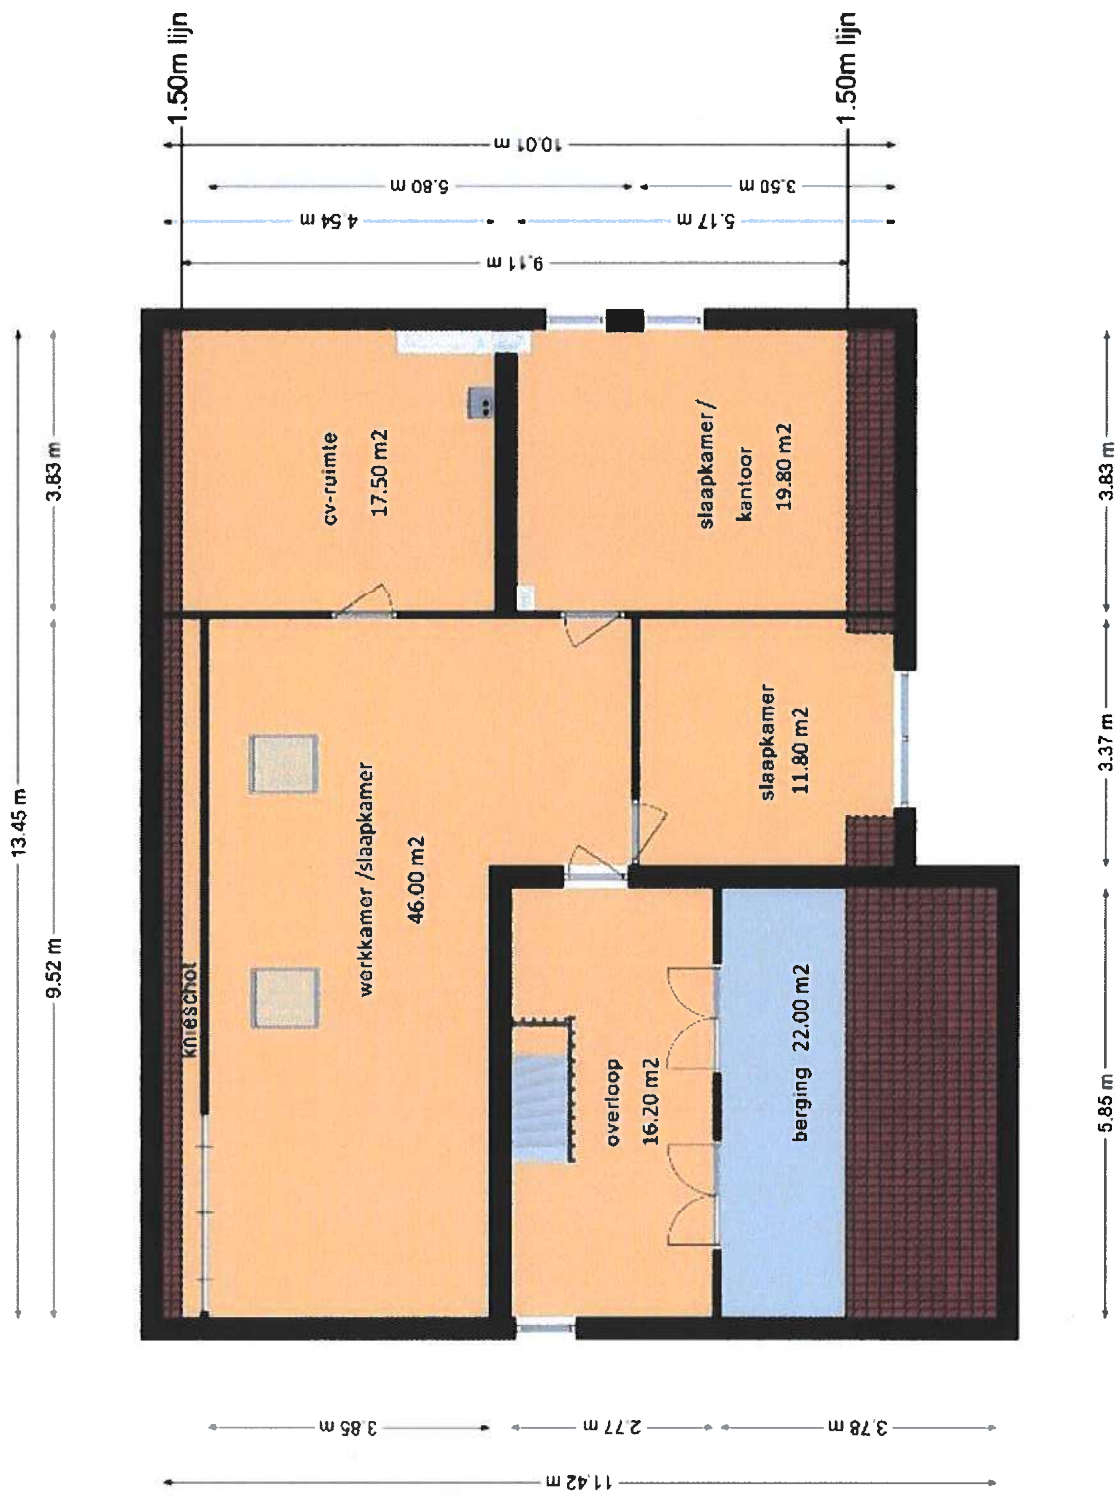 1.50m lijn
1.50m lijn
10.01 m
5.80 m
3.50 m
4.54 m
5.17 m
9.11 m
13.45 m
3.83 m
9.52 m
cv-ruimte
17.50 m2
slaapkamer /
kantoor
19.80 m2
werkkamer /slaapkamer
46.00 m2
slaapkamer
11.80 m2
knieschot
overloop
16.20 m2
berging 22.00 m2
3.83 m
3.37 m
5.85 m
3.85 m
2.77 m
3.78 m
11.42 m